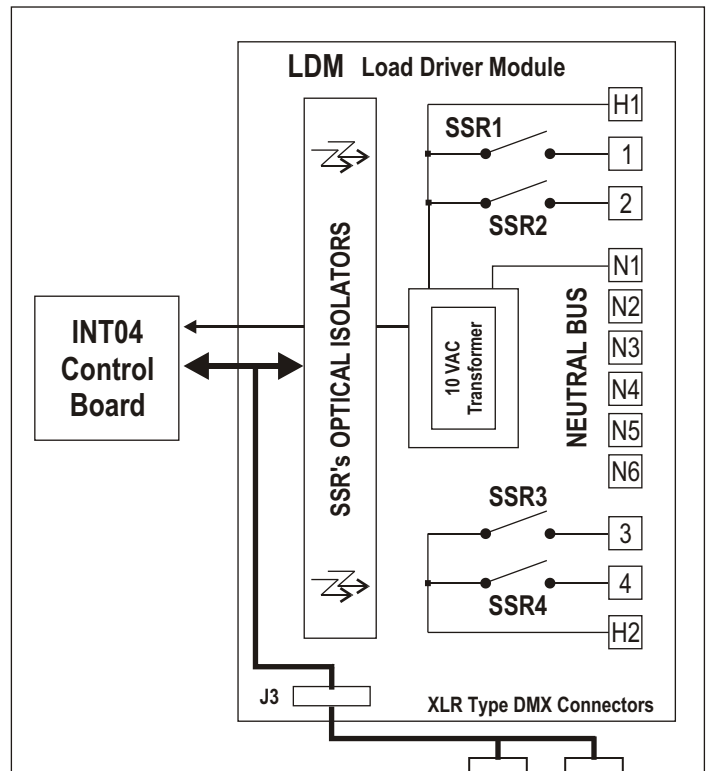 LDM Load Driver Module
H1
SSR1
1
2
SSR2
N1
N2
N3
N4
N5
N6
NEUTRAL BUS
10 VAC
Transformer
SSR's OPTICAL ISOLATORS
INT04
Control
Board
SSR3
3
4
SSR4
H2
J3
XLR Type DMX Connectors